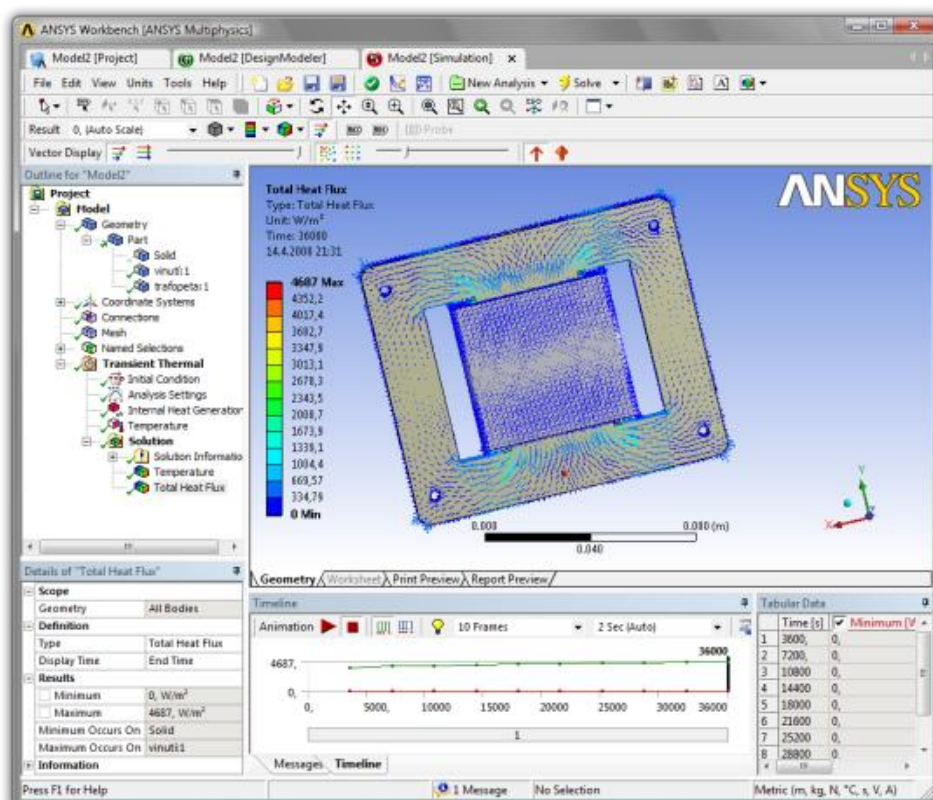 ANSYS Workbench [ANSYS Multiphysics]
Model2 [Project]
Model2 [DesignModeler]
Model2 [Simulation]
File Edit View Units Tools Help
New Analysis
Solve
Result 0, (Auto Scale)
Probe
Vector Display
Outline for "Model2"
Project
Model
Geometry
Part
Solid
vinuti:1
trafopeta:1
Coordinate Systems
Connections
Mesh
Named Selections
Transient Thermal
Initial Condition
Analysis Settings
Internal Heat Generation
Temperature
Solution
Solution Informatio
Temperature
Total Heat Flux
Total Heat Flux
Type: Total Heat Flux
Unit: W/m²
Time: 36000
14.4.2008 21:31
4687 Max
4352,2
4017,4
3682,7
3347,9
3013,1
2678,3
2343,5
2008,7
1673,9
1339,1
1004,4
669,57
334,79
0 Min
ANSYS
Y
X
0.000
0.080 (m)
0.040
Geometry Worksheet Print Preview Report Preview
Details of "Total Heat Flux"
Scope
Geometry All Bodies
Definition
Type Total Heat Flux
Display Time End Time
Results
Minimum 0, W/m²
Maximum 4687, W/m²
Minimum Occurs On Solid
Maximum Occurs On vinuti:1
Information
Timeline
Animation
10 Frames
2 Sec (Auto)
36000
4687,
0,
0, 5000, 10000 15000 20000 25000 30000 36000
1
Messages Timeline
Tabular Data
Time [s] Minimum [W
1 3600, 0,
2 7200, 0,
3 10800 0,
4 14400 0,
5 18000 0,
6 21600 0,
7 25200 0,
8 28800 0,
Press F1 for Help
1 Message
No Selection
Metric (m, kg, N, °C, s, V, A)